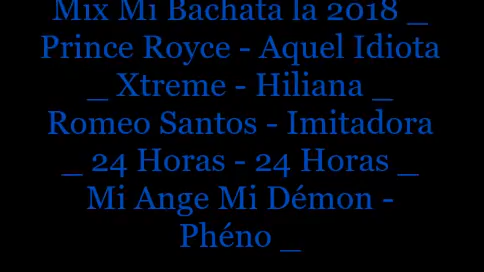 Mix Mi Bachata la 2018 _
Prince Royce - Aquel Idiota
_ Xtreme - Hiliana _
Romeo Santos - Imitadora
_ 24 Horas - 24 Horas _
Mi Ange Mi Démon -
Phéno _